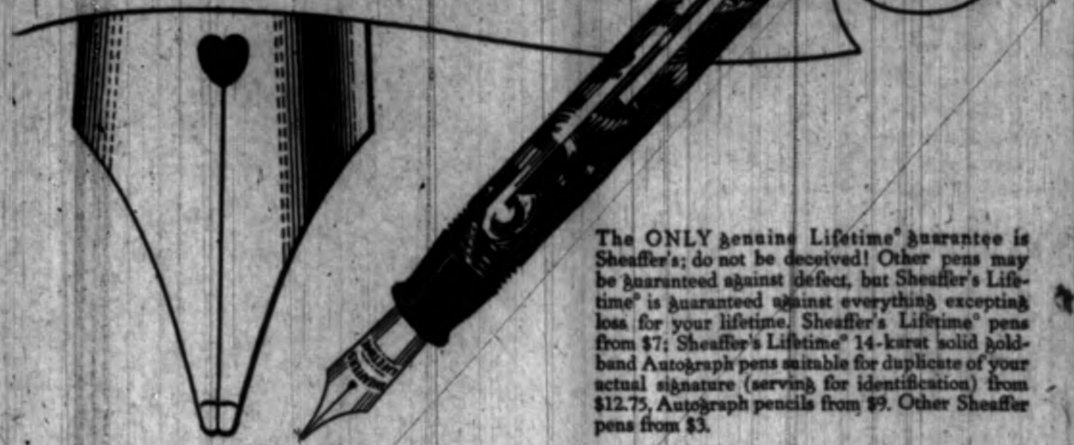 The ONLY genuine Lifetime° guarantee is
Sheaffer's; do not be deceived! Other pens may
be guaranteed against defect, but Sheaffer's Life-
time° is guaranteed against everything excepting
loss for your lifetime. Sheaffer's Lifetime° pens
from $7; Sheaffer's Lifetime° 14-karat solid gold-
band Autograph pens suitable for duplicate of your
actual signature (serving for identification) from
$12.75, Autograph pencils from $9. Other Sheaffer
pens from $3.